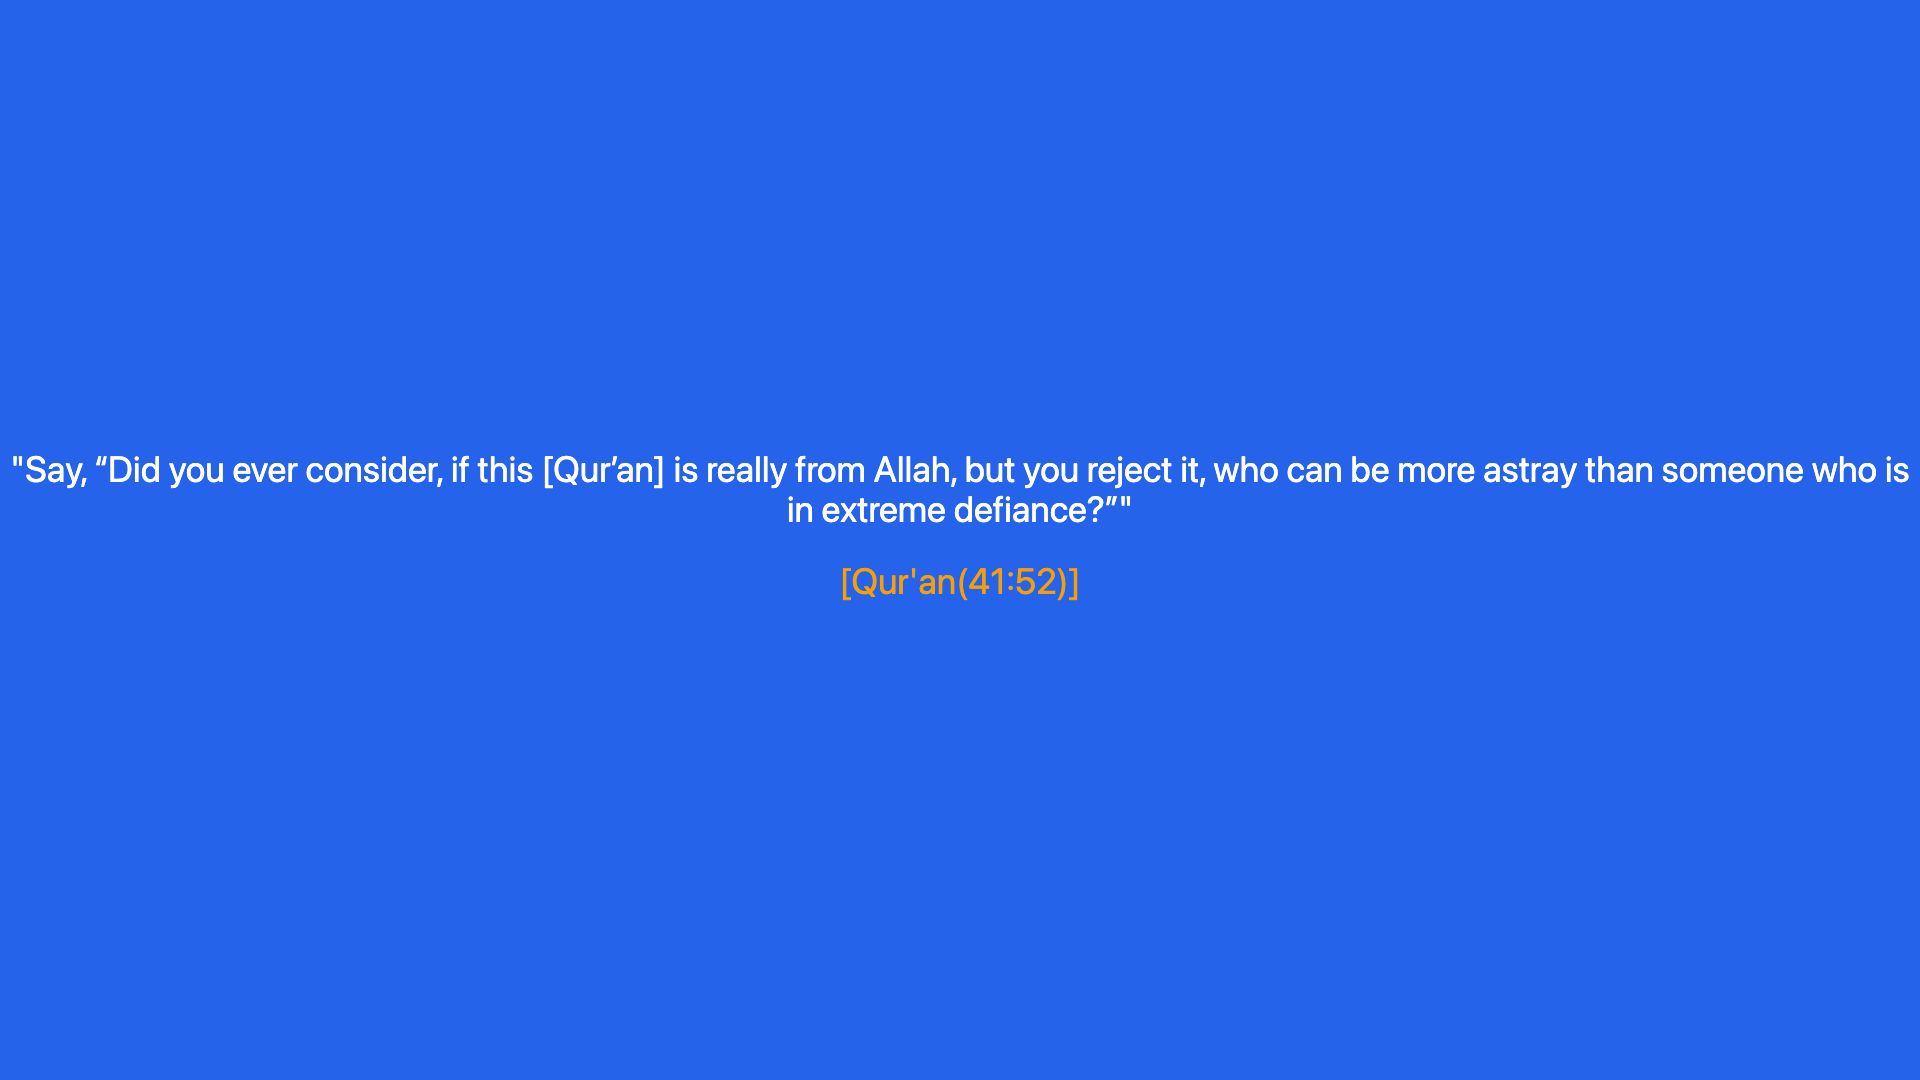 "Say, “Did you ever consider, if this [Qur’an] is really from Allah, but you reject it, who can be more astray than someone who is
in extreme defiance?”"
[Qur'an(41:52)]